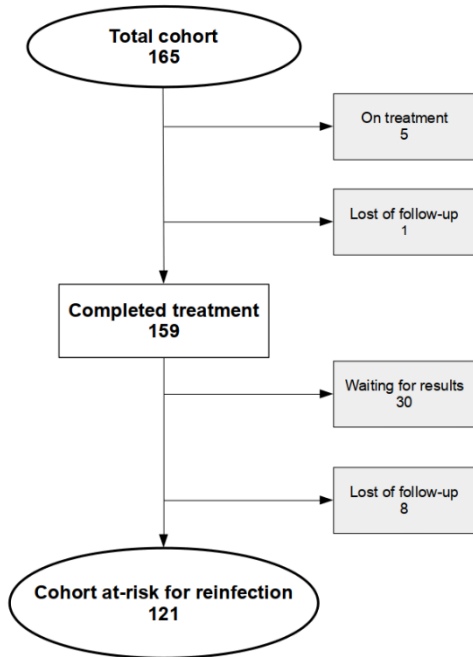 Total cohort
165
On treatment
5
Lost of follow-up
1
Completed treatment
159
Waiting for results
30
Lost of follow-up
8
Cohort at-risk for reinfection
121